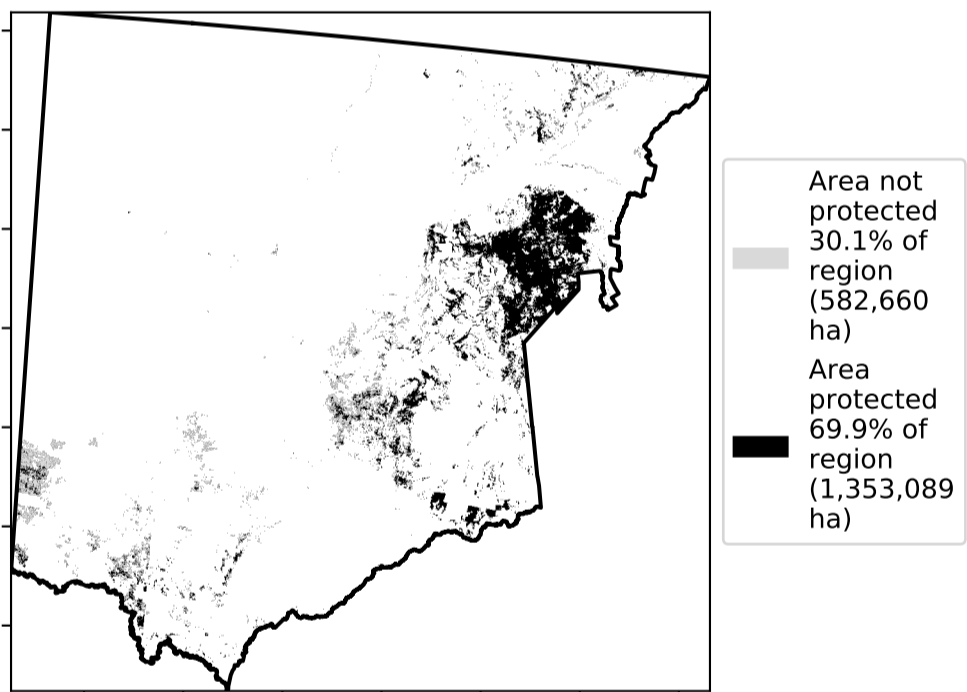 Area not
protected
30.1% of
region
(582,660
ha)
Area
protected
69.9% of
region
(1,353,089
ha)